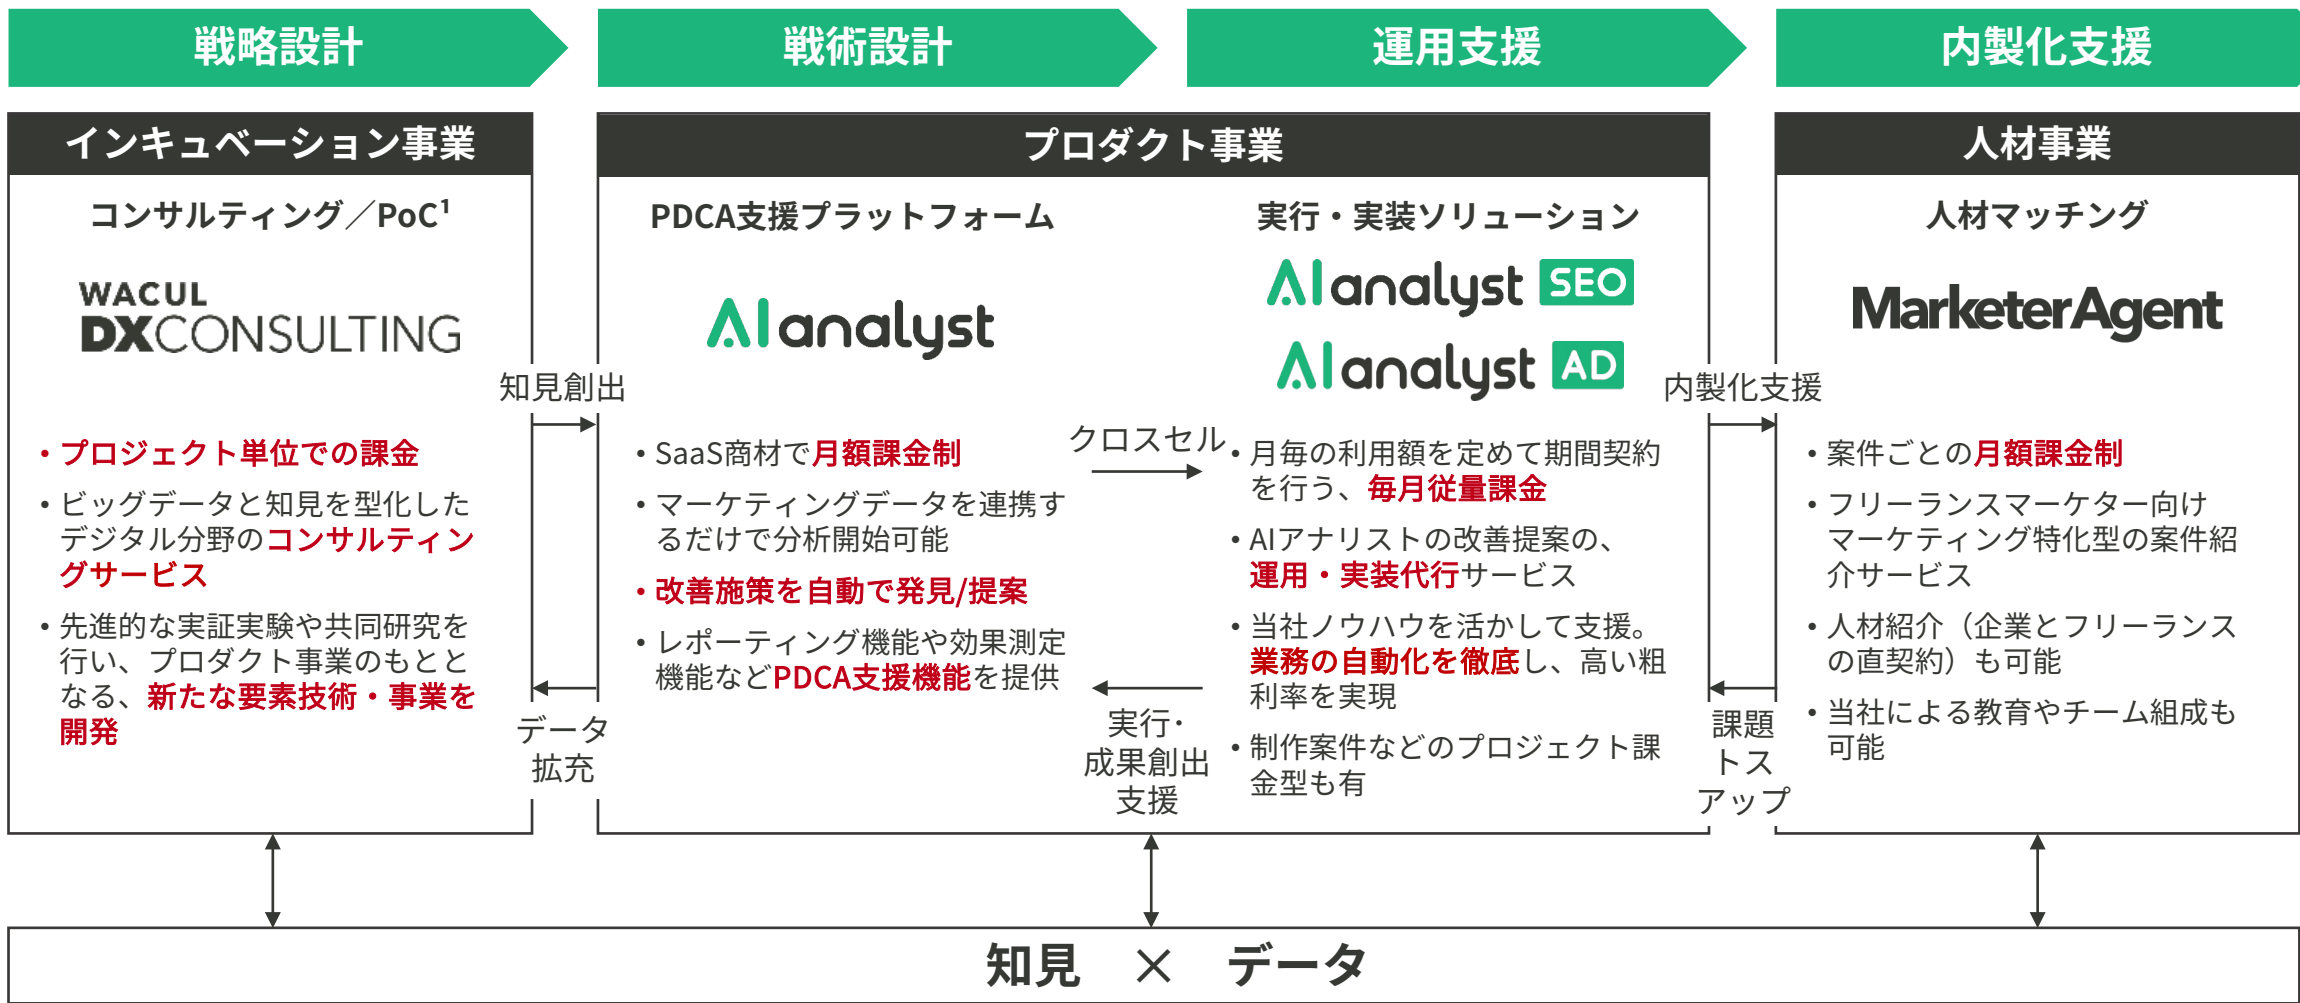 戦略設計
戦術設計
運用支援
内製化支援
インキュベーション事業
コンサルティング／PoC¹
WACUL
DXCONSULTING
・プロジェクト単位での課金
・ビッグデータと知見を型化した
デジタル分野のコンサルティン
グサービス
・先進的な実証実験や共同研究を
行い、プロダクト事業のもとと
なる、新たな要素技術・事業を
開発
知見創出
データ
拡充
プロダクト事業
PDCA支援プラットフォーム
AI analyst
・SaaS商材で月額課金制
・マーケティングデータを連携す
るだけで分析開始可能
・改善施策を自動で発見/提案
・レポーティング機能や効果測定
機能などPDCA支援機能を提供
クロスセル
実行・
成果創出
支援
実行・実装ソリューション
AI analyst SEO
AI analyst AD
・月毎の利用額を定めて期間契約
を行う、毎月従量課金
・AIアナリストの改善提案の、
運用・実装代行サービス
・当社ノウハウを活かして支援。
業務の自動化を徹底し、高い粗
利率を実現
・制作案件などのプロジェクト課
金型も有
内製化支援
課題
トス
アップ
人材事業
人材マッチング
MarketerAgent
・案件ごとの月額課金制
・フリーランスマーケター向け
マーケティング特化型の案件紹
介サービス
・人材紹介（企業とフリーランス
の直契約）も可能
・当社による教育やチーム組成も
可能
知見　×　データ